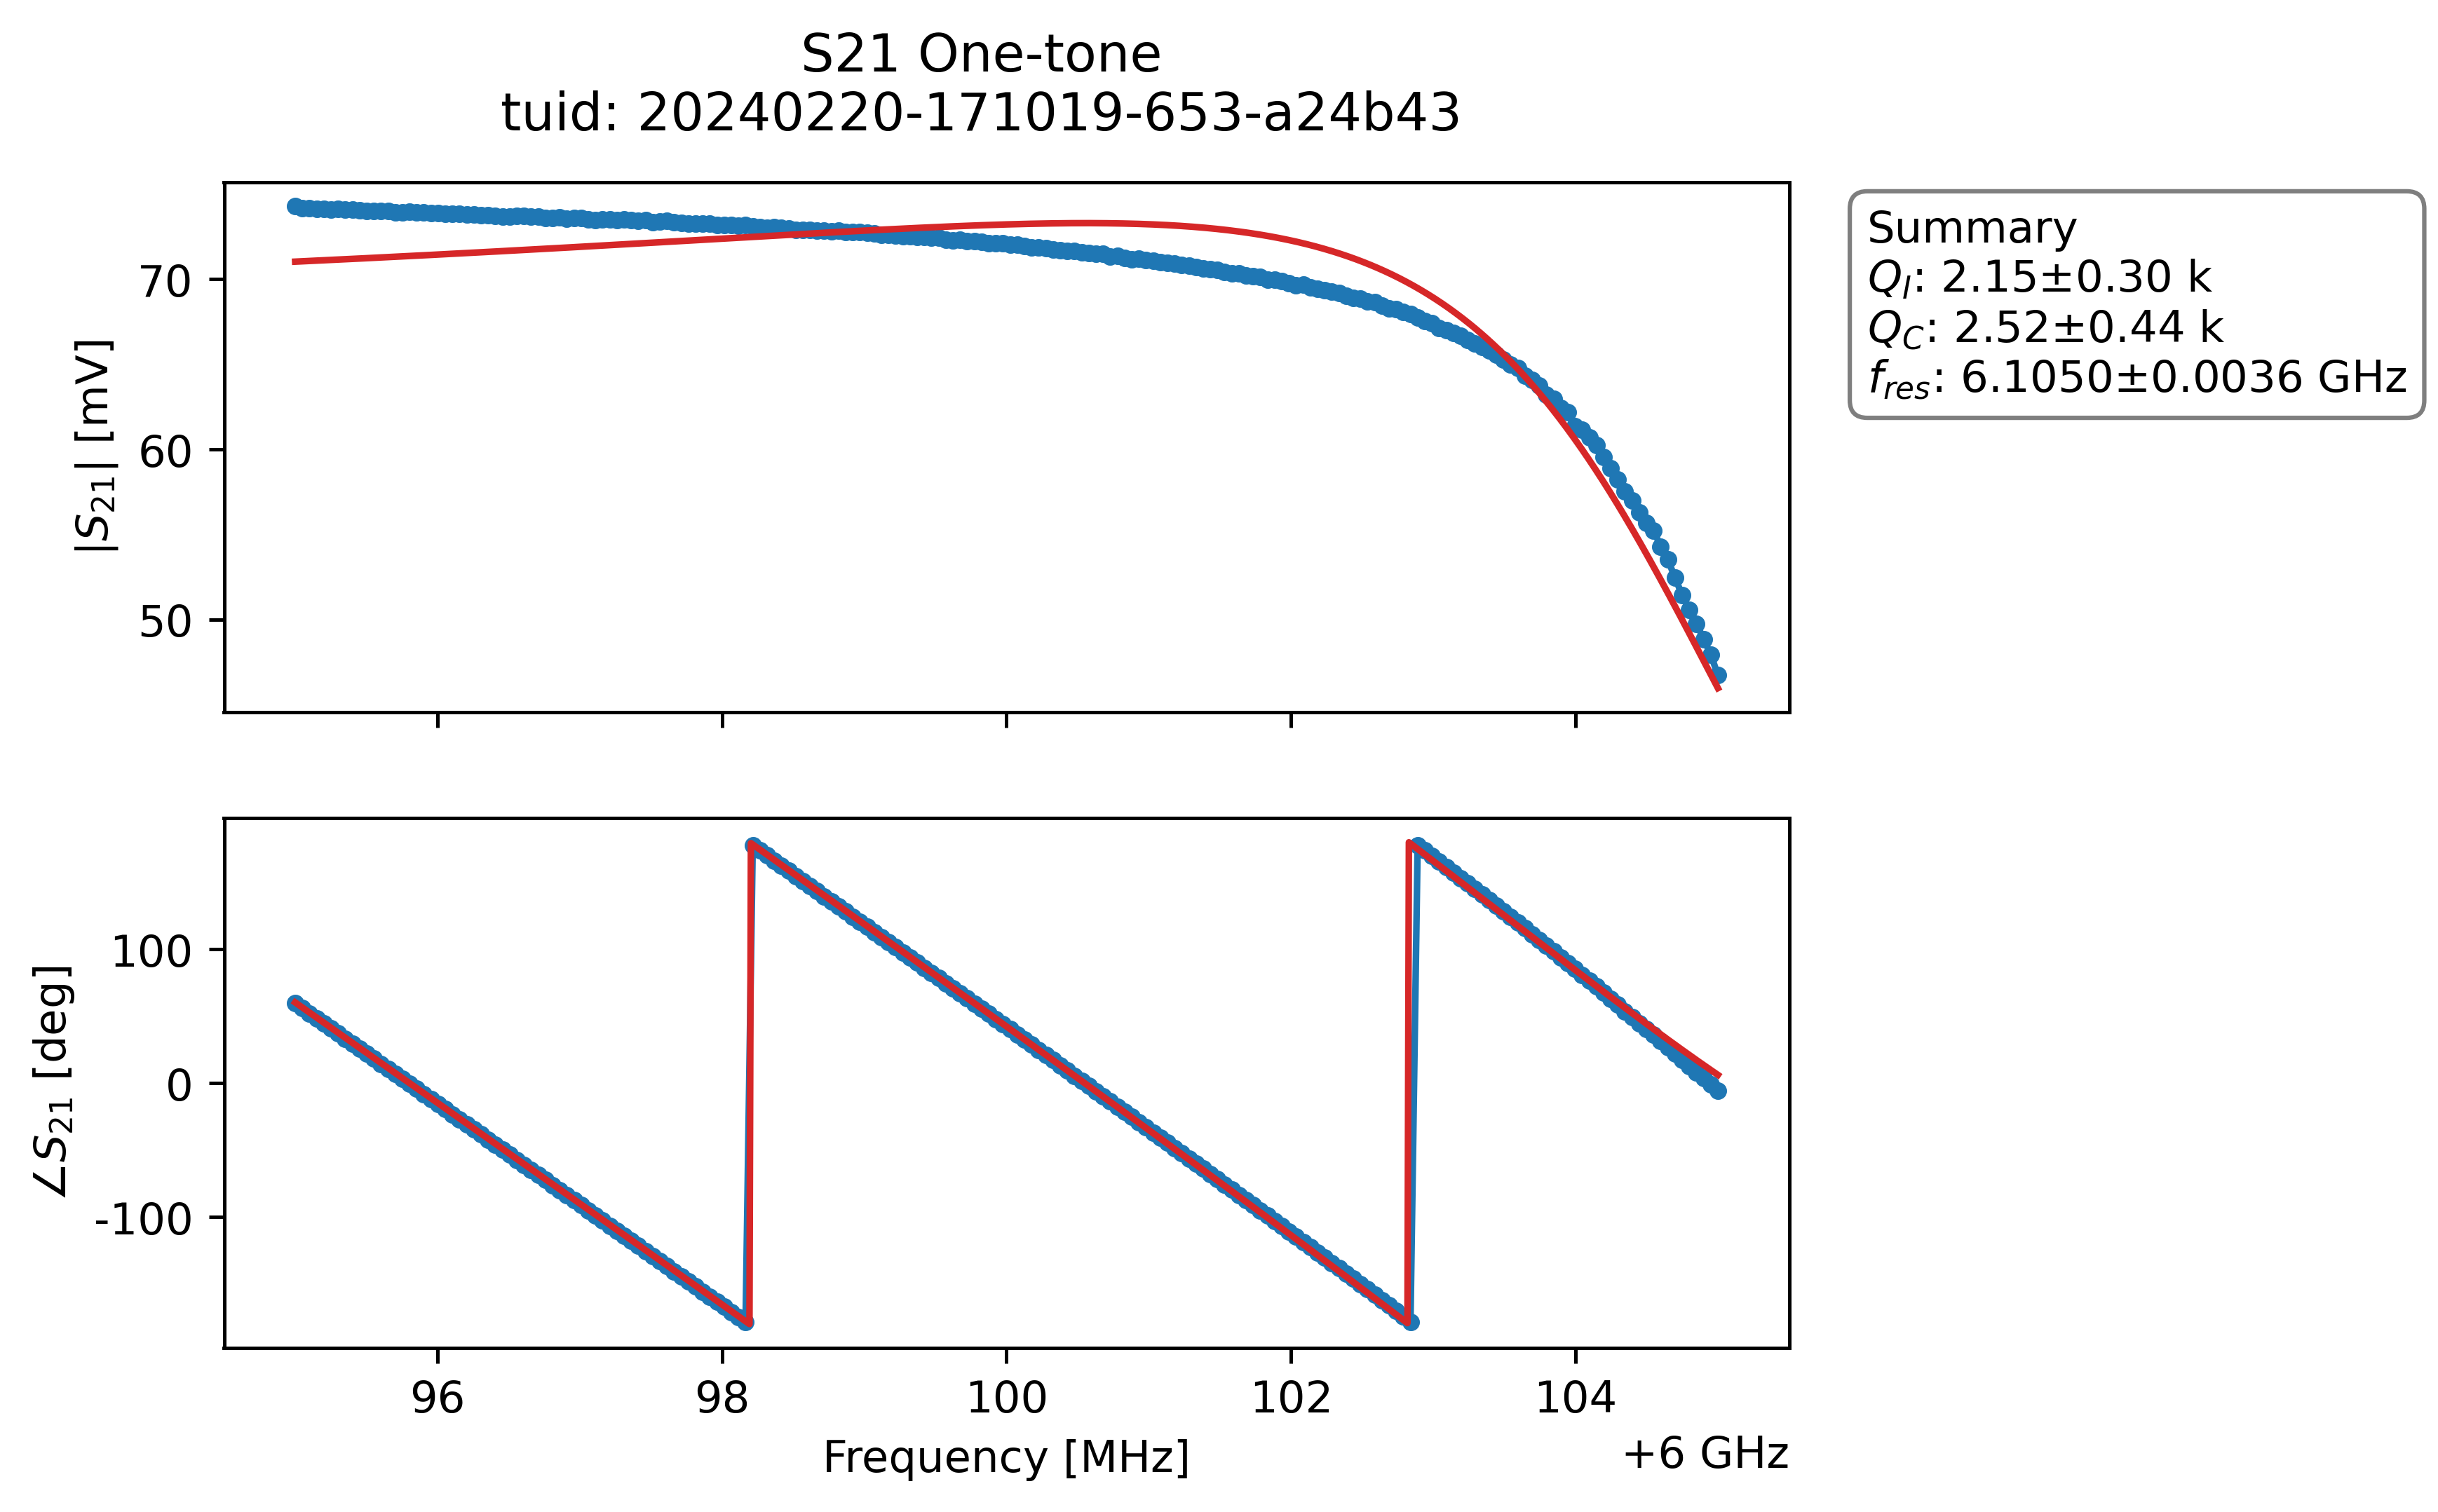 S21 One-tone
tuid: 20240220-171019-653-a24b43
|S21| [mV]
70
60
50
Summary
QI: 2.15±0.30 k
QC: 2.52±0.44 k
fres: 6.1050±0.0036 GHz
∠S21 [deg]
100
0
-100
96 98 100 102 104
Frequency [MHz]
+6 GHz